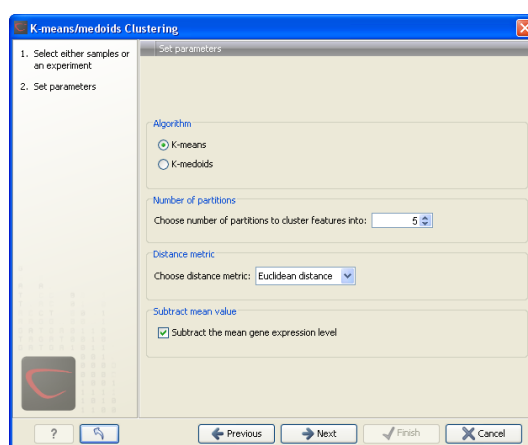 K-means/medoids Clustering
1. Select either samples or
an experiment
2. Set parameters
Set parameters
Algorithm
K-means
K-medoids
Number of partitions
Choose number of partitions to cluster features into: 5
Distance metric
Choose distance metric: Euclidean distance
Subtract mean value
Subtract the mean gene expression level
? Previous Next Finish Cancel